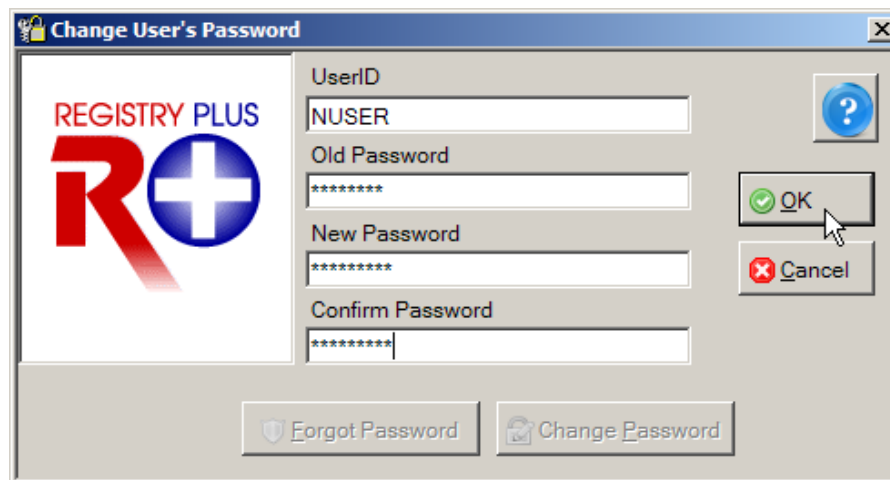 Change User's Password
REGISTRY PLUS
R
UserID
NUSER
Old Password
********
New Password
*********
Confirm Password
*********
?
OK
Cancel
Forgot Password
Change Password